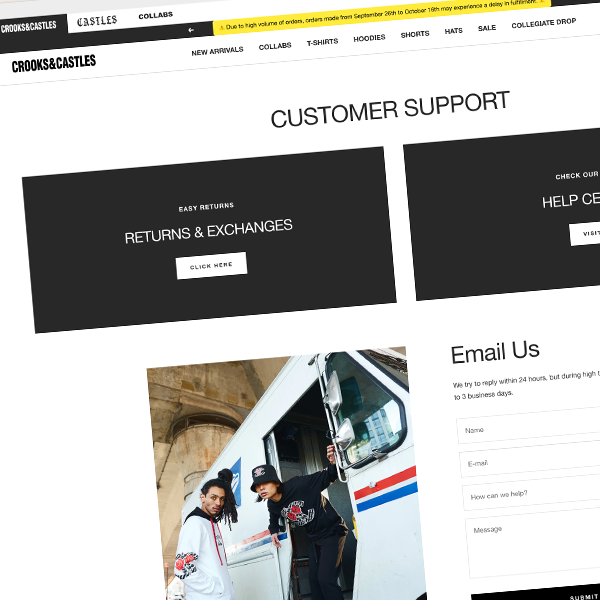 CROOKS&CASTLES
CASTLES
COLLABS
⚠ Due to high volume of orders, orders made from September 26th to October 18th may experience a delay in fulfillment. ⚠
CROOKS&CASTLES
NEW ARRIVALS COLLABS T-SHIRTS HOODIES SHORTS HATS SALE COLLEGIATE DROP
CUSTOMER SUPPORT
EASY RETURNS
RETURNS & EXCHANGES
CLICK HERE
CHECK OUR
HELP CE
VISIT
Email Us
We try to reply within 24 hours, but during high t
to 3 business days.
Name
E-mail
How can we help?
Message
SUBMIT